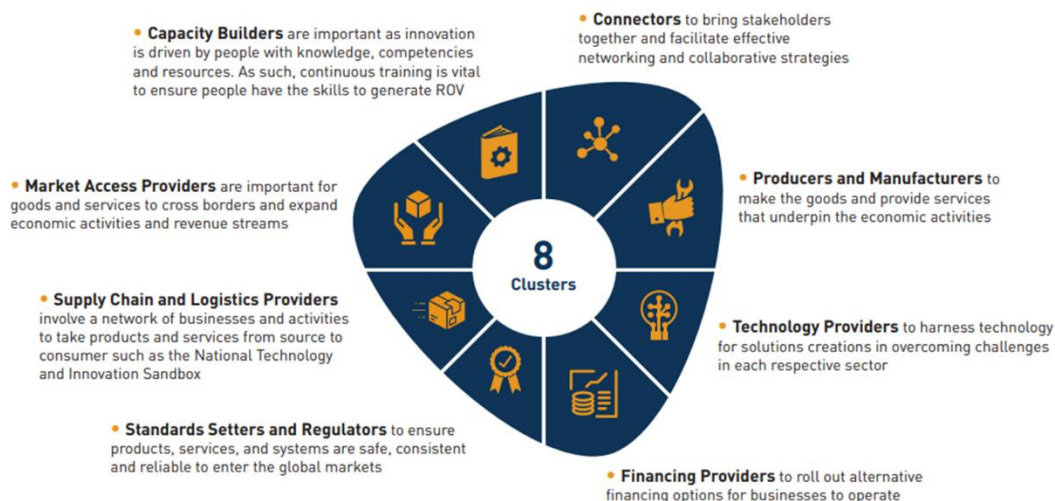 • Capacity Builders are important as innovation
is driven by people with knowledge, competencies
and resources. As such, continuous training is vital
to ensure people have the skills to generate ROV
• Connectors to bring stakeholders
together and facilitate effective
networking and collaborative strategies
• Market Access Providers are important for
goods and services to cross borders and expand
economic activities and revenue streams
• Producers and Manufacturers to
make the goods and provide services
that underpin the economic activities
8
Clusters
• Supply Chain and Logistics Providers
involve a network of businesses and activities
to take products and services from source to
consumer such as the National Technology
and Innovation Sandbox
• Technology Providers to harness technology
for solutions creations in overcoming challenges
in each respective sector
• Standards Setters and Regulators to ensure
products, services, and systems are safe, consistent
and reliable to enter the global markets
• Financing Providers to roll out alternative
financing options for businesses to operate